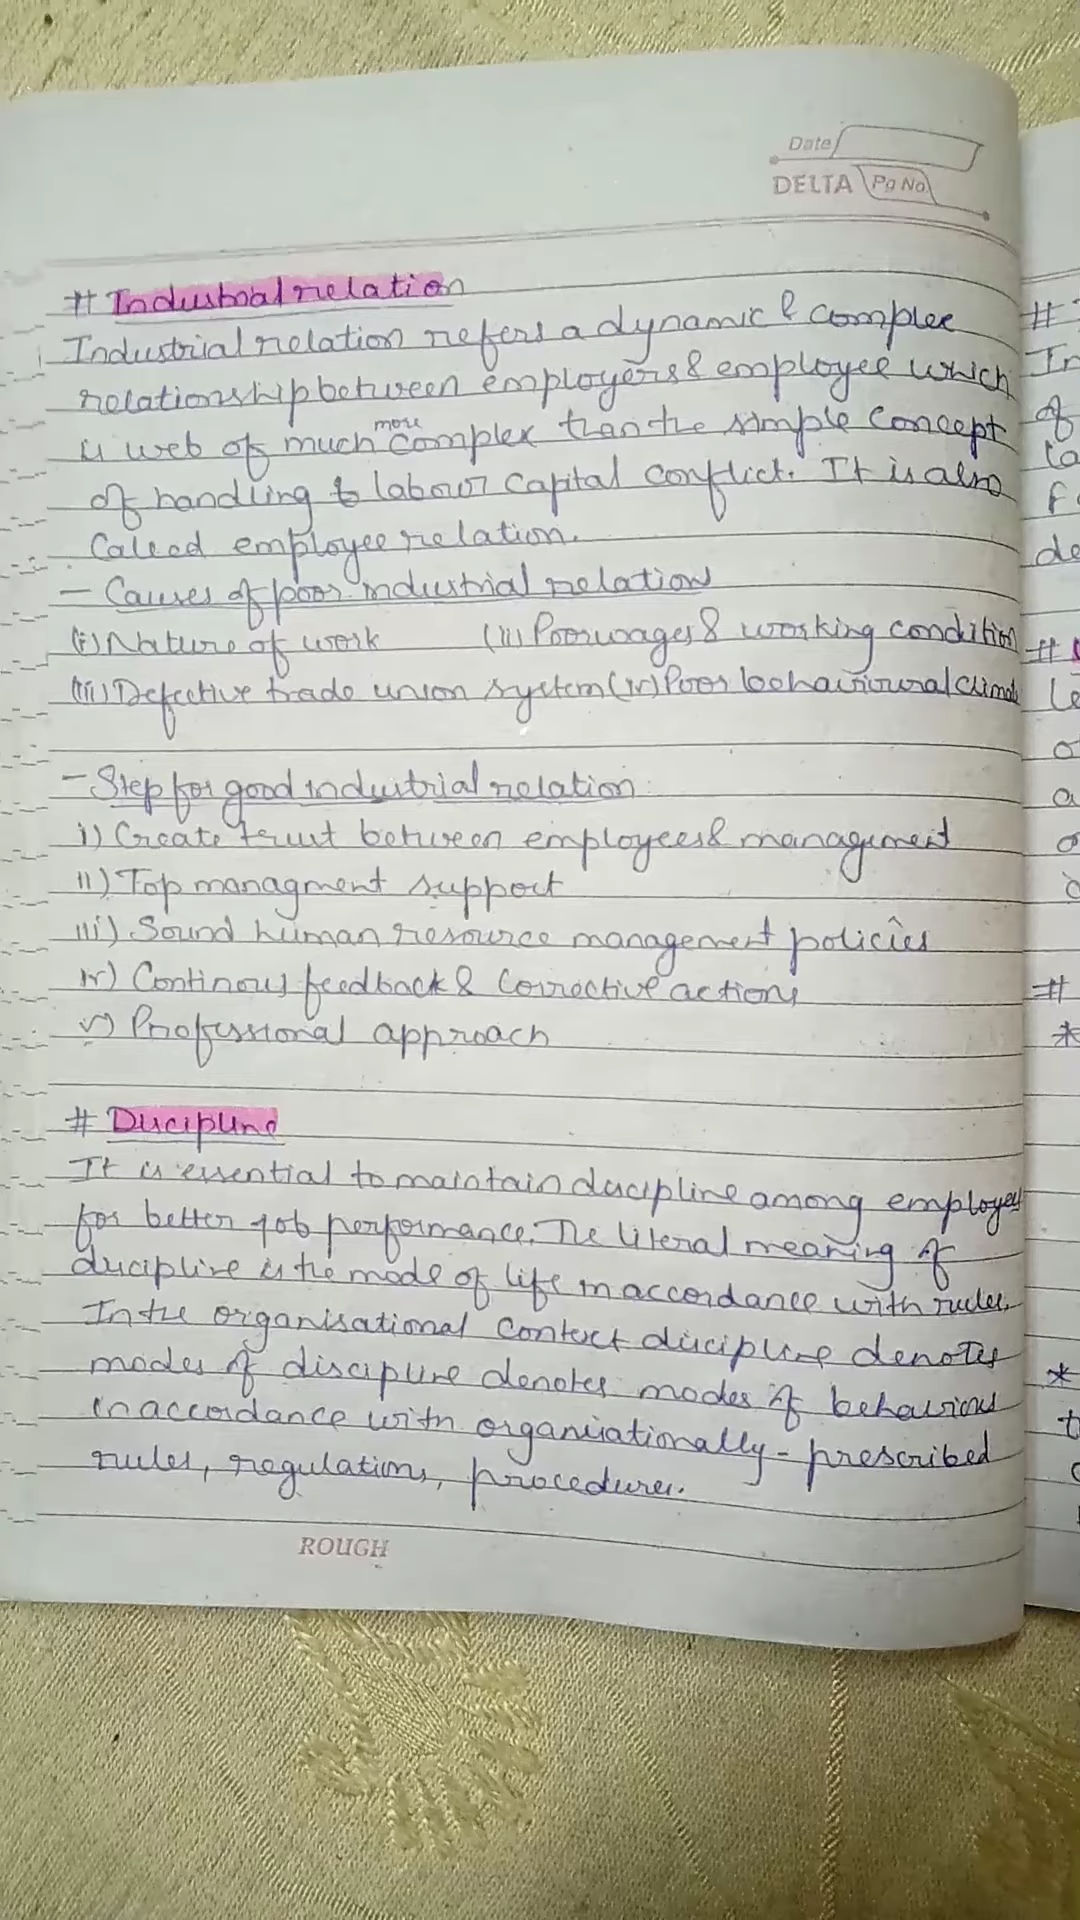 Date
DELTA Pg No
# Industrial relation
Industrial relation refers a dynamic & complex
relationship between employers & employee which
is web of much more complex than the simple concept
of handling labour capital conflict. It is also
Called employee relation.
- Causes of poor industrial relation
(i) Nature of work (ii) Poor wages & working condition
(iii) Defective trade union system (iv) Poor behavioural climate
- Step for good industrial relation
i) Create trust between employees & management
ii) Top managment support
iii) Sound human resource management policies
iv) Continous feedback & Corrective actions
v) Professional approach
# Discipline
It is essential to maintain discipline among employees
for better job performance. The literal meaning of
discipline is the mode of life in accordance with rules.
In the organisational context discipline denotes
modes of discipline denotes modes of behaviour
in accordance with organisationally - prescribed
rules, regulations, procedures.
ROUGH